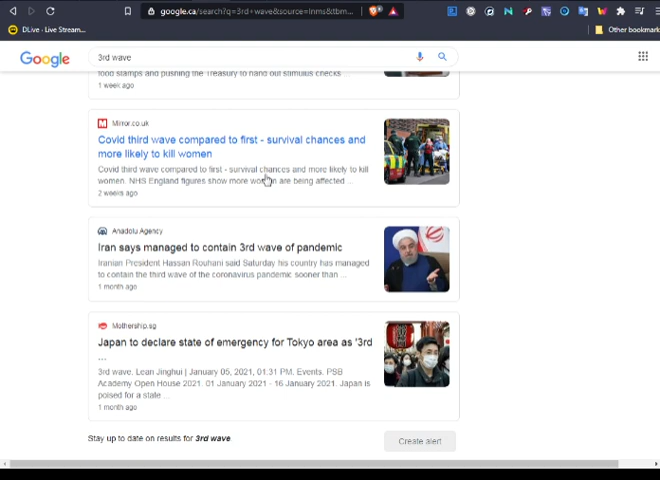 google.ca/search?q=3rd+wave&source=lnms&tbm...
DLive - Live Stream...
Other bookmark
Google
3rd wave
food stamps and pushing the Treasury to hand out stimulus checks ...
1 week ago
Mirror.co.uk
Covid third wave compared to first - survival chances and
more likely to kill women
Covid third wave compared to first - survival chances and more likely to kill
women. NHS England figures show more women are being affected ...
2 weeks ago
Anadolu Agency
Iran says managed to contain 3rd wave of pandemic
Iranian President Hassan Rouhani said Saturday his country has managed
to contain the third wave of the coronavirus pandemic sooner than ...
1 month ago
Mothership.sg
Japan to declare state of emergency for Tokyo area as '3rd
...
3rd wave. Lean Jinghui | January 05, 2021, 01:31 PM. Events. PSB
Academy Open House 2021. 01 January 2021 - 16 January 2021. Japan is
poised for a state ...
1 month ago
Stay up to date on results for 3rd wave
Create alert